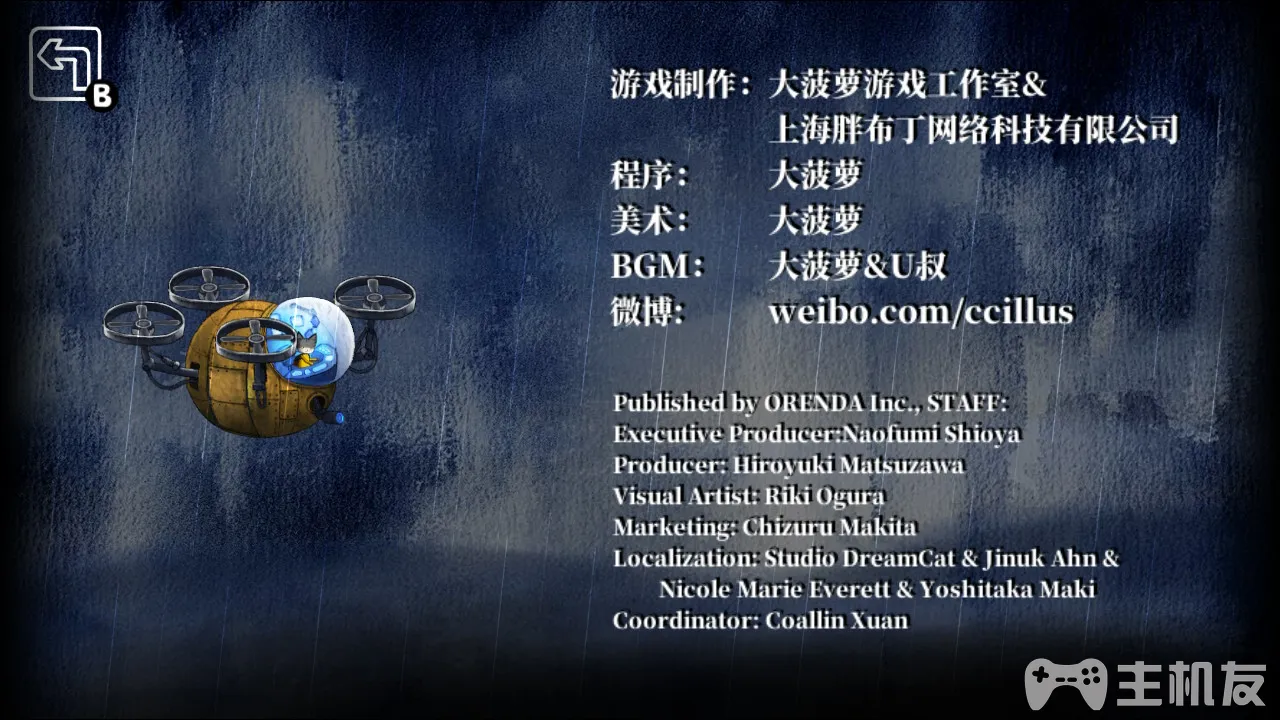 B
游戏制作：大菠萝游戏工作室&
上海胖布丁网络科技有限公司
程序：大菠萝
美术：大菠萝
BGM：大菠萝&U叔
微博：weibo.com/ccillus
Published by ORENDA Inc., STAFF:
Executive Producer:Naofumi Shioya
Producer: Hiroyuki Matsuzawa
Visual Artist: Riki Ogura
Marketing: Chizuru Makita
Localization: Studio DreamCat & Jinuk Ahn &
Nicole Marie Everett & Yoshitaka Maki
Coordinator: Coallin Xuan
主机友